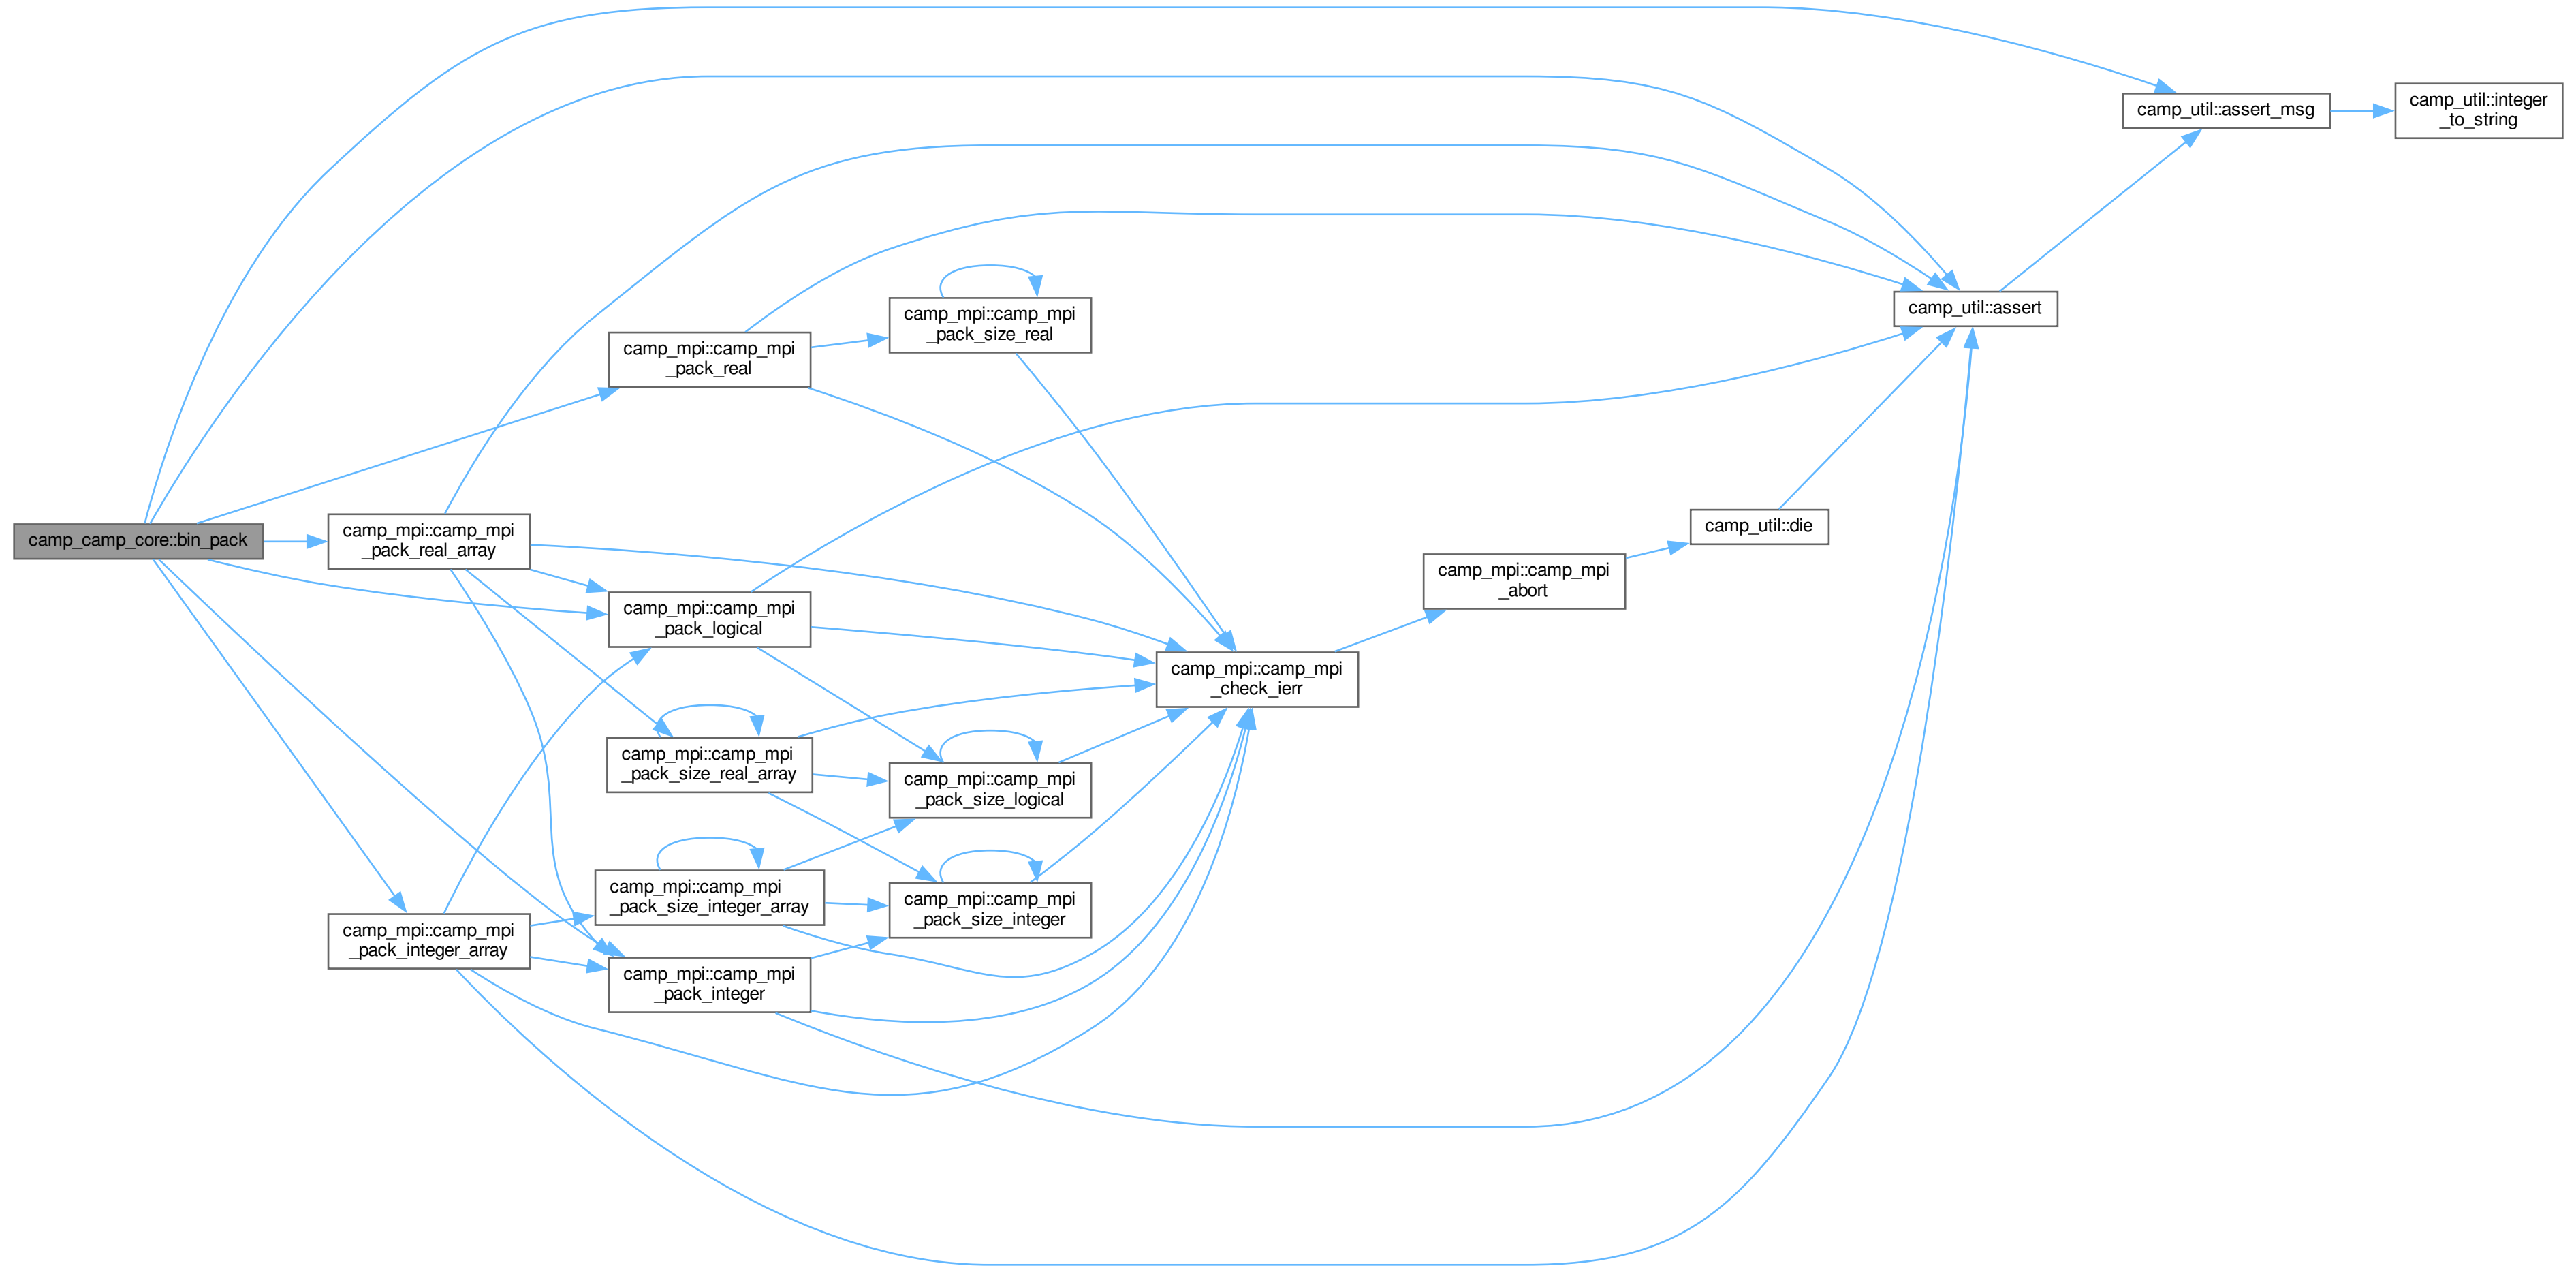 camp_camp_core::bin_pack
camp_mpi::camp_mpi
_pack_real_array
camp_mpi::camp_mpi
_pack_integer_array
camp_mpi::camp_mpi
_pack_real
camp_mpi::camp_mpi
_pack_logical
camp_mpi::camp_mpi
_pack_size_real_array
camp_mpi::camp_mpi
_pack_size_integer_array
camp_mpi::camp_mpi
_pack_integer
camp_mpi::camp_mpi
_pack_size_real
camp_mpi::camp_mpi
_pack_size_logical
camp_mpi::camp_mpi
_pack_size_integer
camp_mpi::camp_mpi
_check_ierr
camp_mpi::camp_mpi
_abort
camp_util::die
camp_util::assert
camp_util::assert_msg
camp_util::integer
_to_string